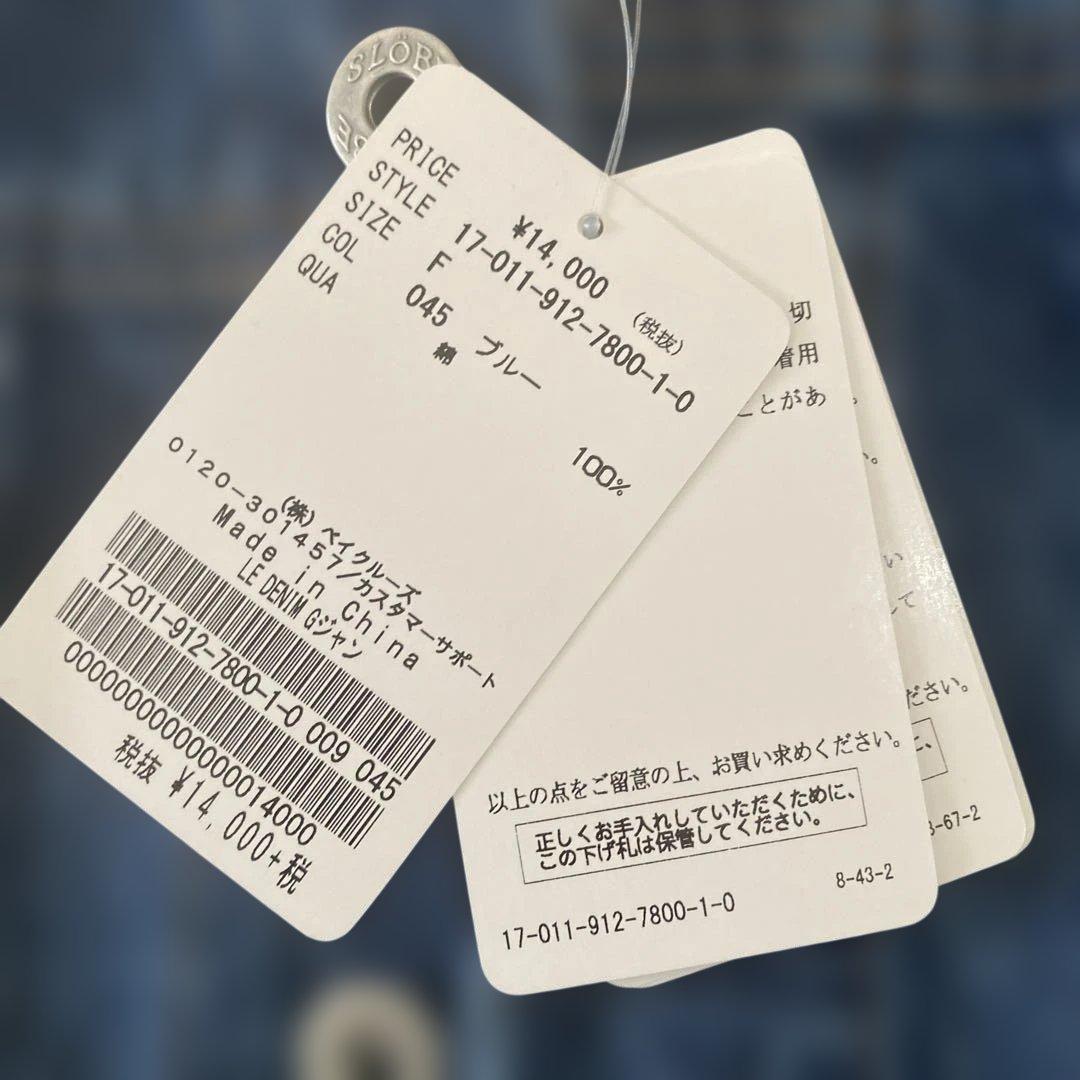 SLOB
SE
PRICE ¥14,000 (税抜)
STYLE 17-011-912-7800-1-0
SIZE F
COL 045 ブルー
QUA 綿 100%
(株) ベイクルーズ
0120-301457/カスタマーサポート
Made in China
LE DENIM Gジャン
17-011-912-7800-1-0 009 045
0000000000000014000
税抜 ¥14,000+税
切
着用
ことがあ
以上の点をご留意の上、お買い求めください。
正しくお手入れしていただくために、
この下げ札は保管してください。
8-43-2
17-011-912-7800-1-0
い
して
ださい。
に、
-67-2